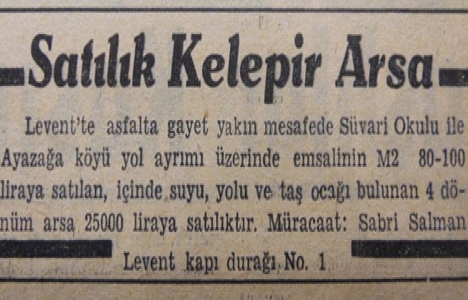 Satılık Kelepir Arsa
Levent'te asfalta gayet yakın mesafede Süvari Okulu ile
Ayazağa köyü yol ayrımı üzerinde emsalinin M2 80-100
liraya satılan, içinde suyu, yolu ve taş ocağı bulunan 4 dö-
nüm arsa 25000 liraya satılıktır. Müracaat: Sabri Salman
Levent kapı durağı, No. 1